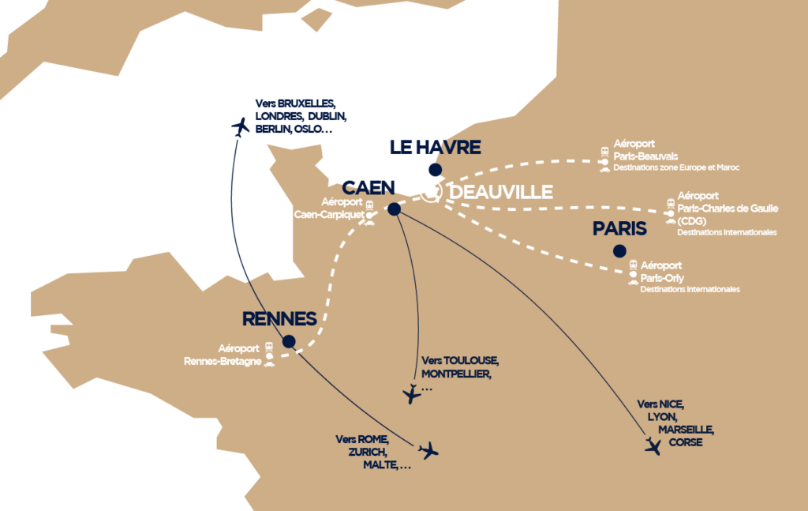 Vers BRUXELLES,
LONDRES, DUBLIN,
BERLIN, OSLO...
LE HAVRE
Aéroport
Paris-Beauvais
Destinations zone Europe et Maroc
CAEN
DEAUVILLE
Aéroport
Caen-Carpiquet
Aéroport
Paris-Charles de Gaulle
(CDG)
Destinations Internationales
PARIS
Aéroport
Paris-Orly
Destinations Internationales
RENNES
Aéroport
Rennes-Bretagne
Vers TOULOUSE,
MONTPELLIER,
...
Vers NICE,
LYON,
MARSEILLE,
CORSE
Vers ROME,
ZURICH,
MALTE,...